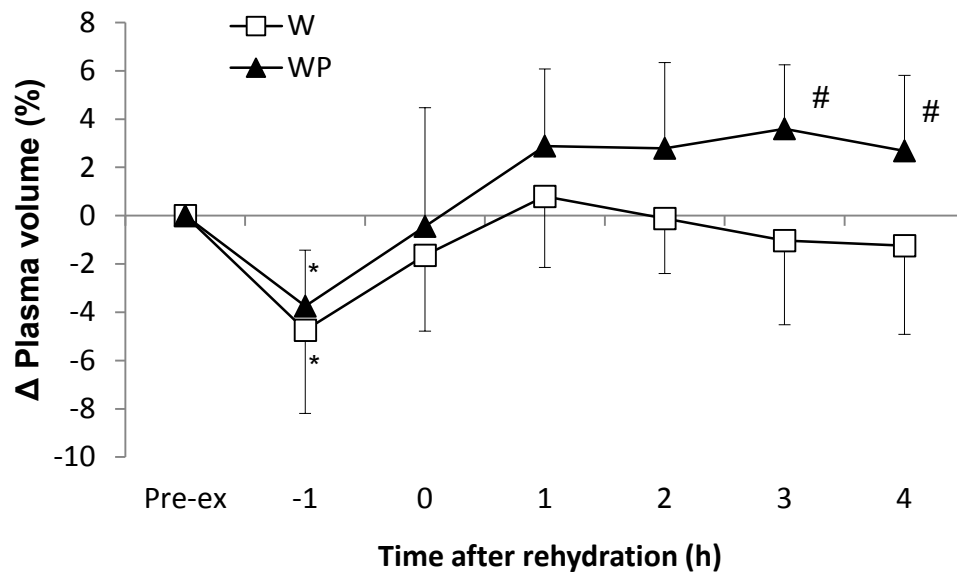 W
WP
Δ Plasma volume (%)
8
6
4
2
0
-2
-4
-6
-8
-10
*
*
#
#
Pre-ex -1 0 1 2 3 4
Time after rehydration (h)